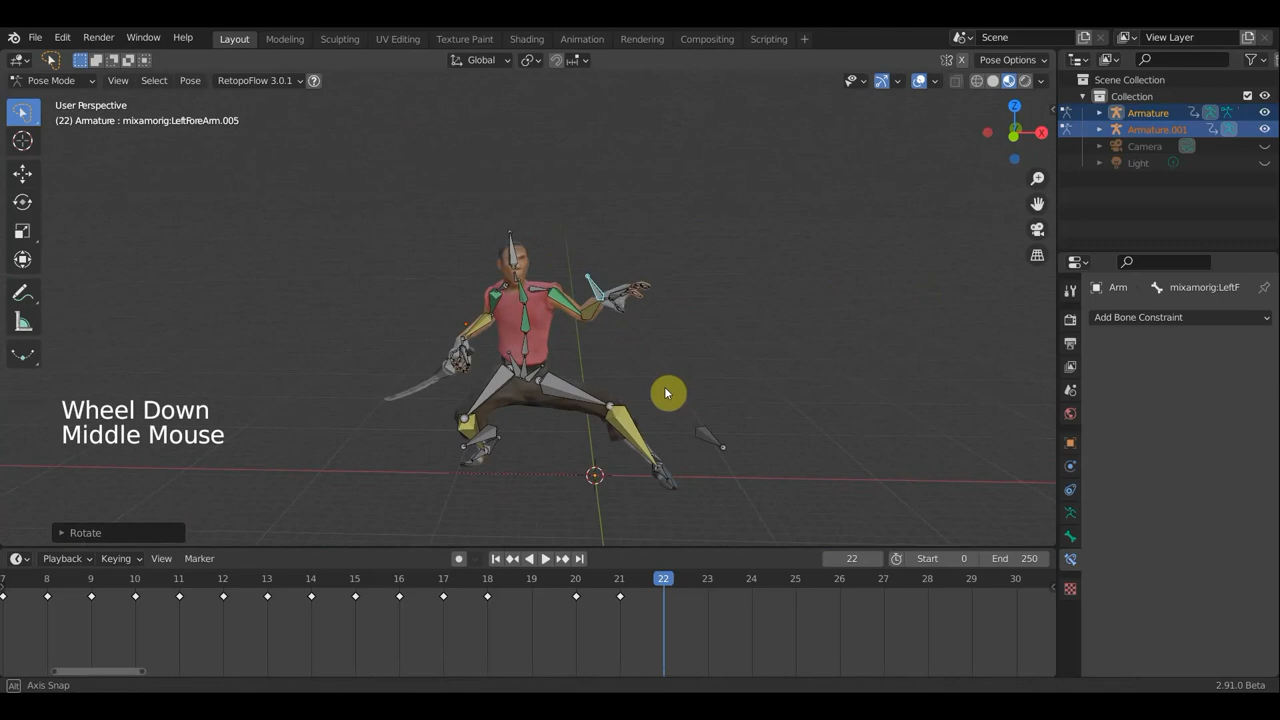 File Edit Render Window Help Layout Modeling Sculpting UV Editing Texture Paint Shading Animation Rendering Compositing Scripting + Scene View Layer
Global Pose Options
Pose Mode View Select Pose RetopoFlow 3.0.1
User Perspective
(22) Armature : mixamorig:LeftForeArm.005
Z
X
Scene Collection
Collection
Armature
Armature.001
Camera
Light
Arm mixamorig:LeftF
Add Bone Constraint
Wheel Down
Middle Mouse
Rotate
Playback Keying View Marker 22 Start 0 End 250
7 8 9 10 11 12 13 14 15 16 17 18 19 20 21 22 23 24 25 26 27 28 29 30
Alt Axis Snap 2.91.0 Beta